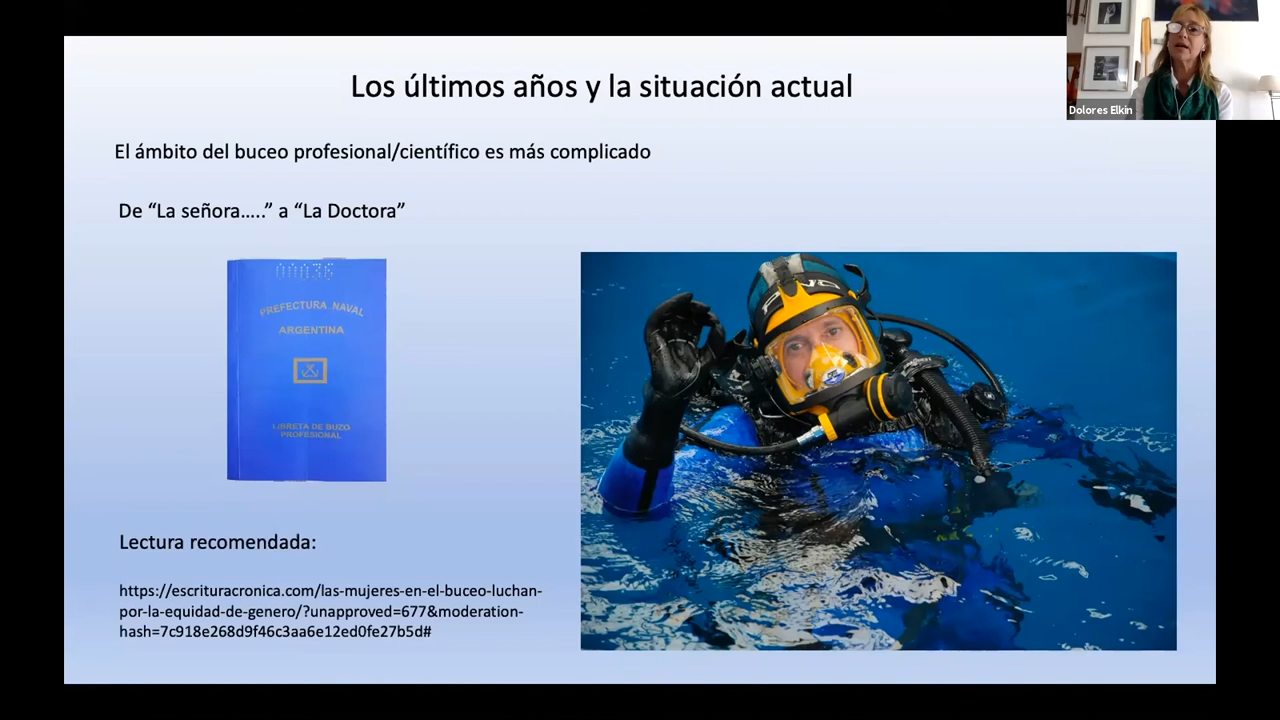 Los últimos años y la situación actual
Dolores Elkin
El ámbito del buceo profesional/científico es más complicado
De “La señora.....” a “La Doctora”
00036
PREFECTURA NAVAL
ARGENTINA
LIBRETA DE BUZO
PROFESIONAL
Lectura recomendada:
https://escrituracronica.com/las-mujeres-en-el-buceo-luchan-
por-la-equidad-de-genero/?unapproved=677&moderation-
hash=7c918e268d9f46c3aa6e12ed0fe27b5d#